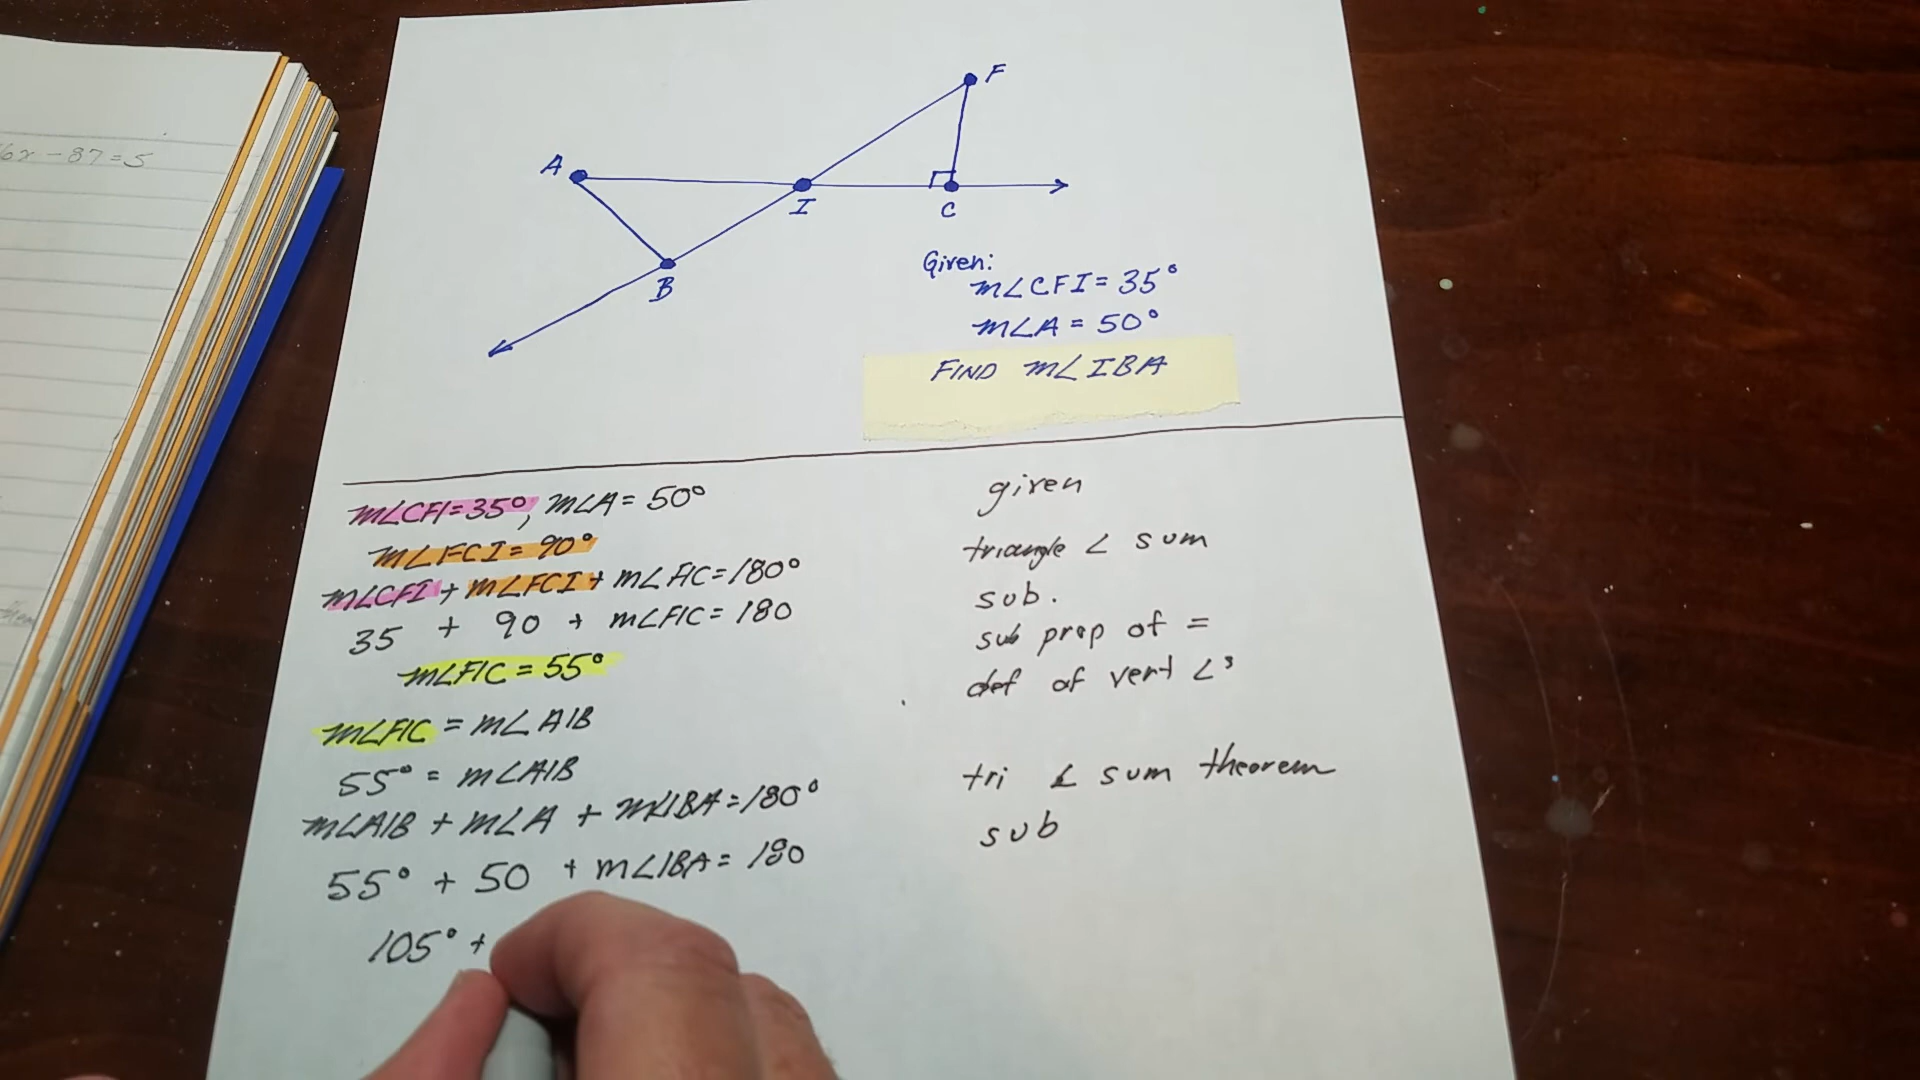 6x - 87 = 5
F
A
I
C
B
Given:
m∠CFI = 35°
m∠A = 50°
FIND m∠IBA
m∠CFI = 35°, m∠A = 50° given
m∠FCI = 90° triangle ∠ sum
m∠CFI + m∠FCI + m∠FIC = 180° sub.
35 + 90 + m∠FIC = 180 sub prop of =
m∠FIC = 55° def of vert ∠s
m∠FIC = m∠AIB
55° = m∠AIB tri ∠ sum theorem
m∠AIB + m∠A + m∠IBA = 180° sub
55° + 50 + m∠IBA = 180
105° +